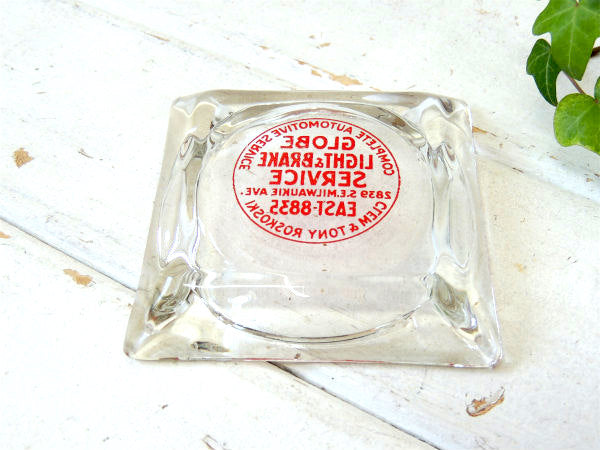 COMPLETE AUTOMOTIVE SERVICE
GLOBE
LIGHT & BRAKE
SERVICE
2839 S.E. MILWAUKIE AVE.
EAST-8835
CLEM & TONY ROSKOSKI